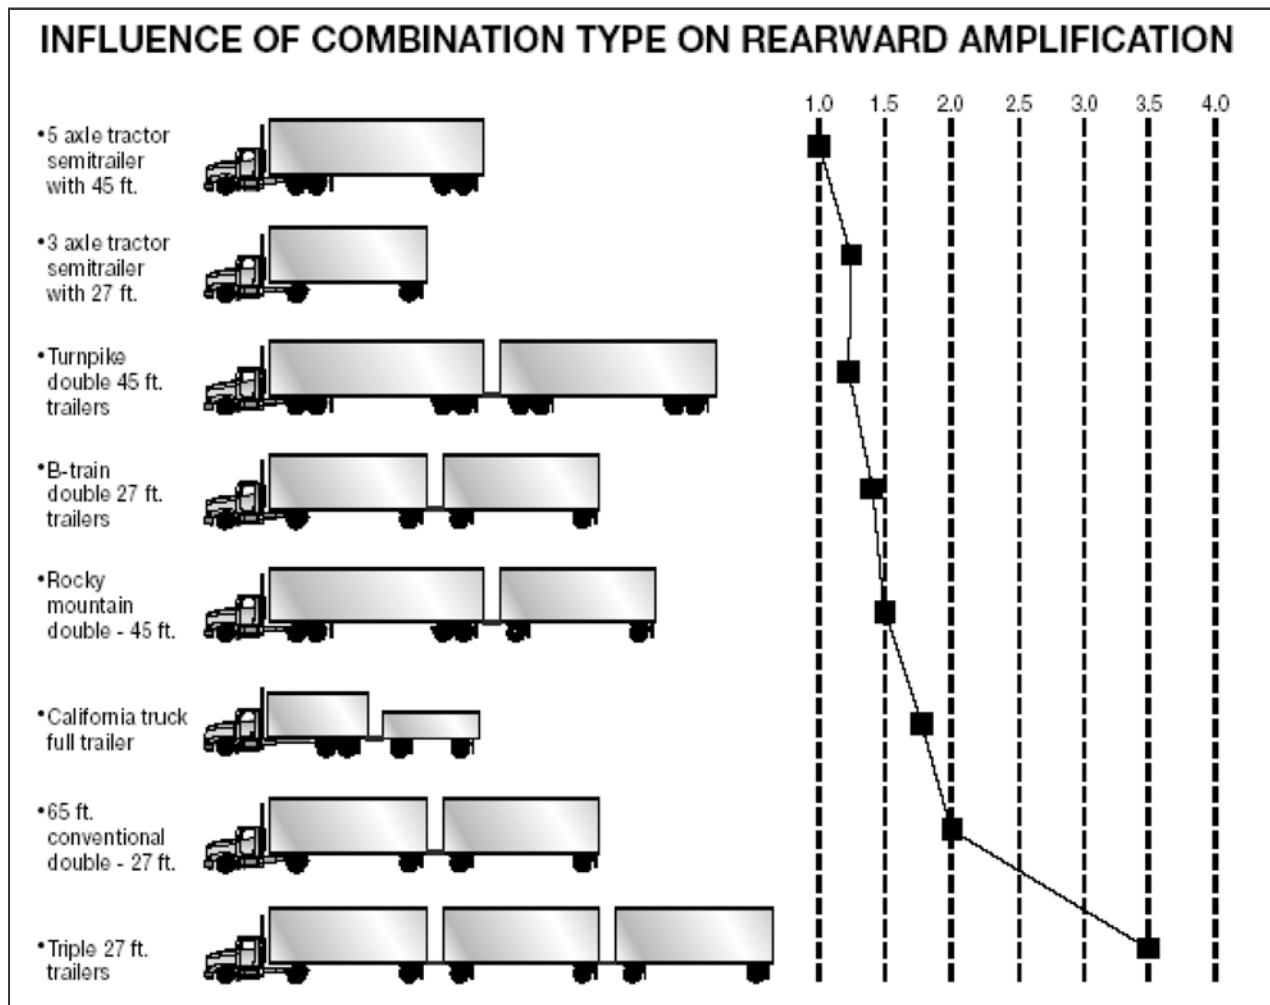 INFLUENCE OF COMBINATION TYPE ON REARWARD AMPLIFICATION
1.0 1.5 2.0 2.5 3.0 3.5 4.0
•5 axle tractor
semitrailer
with 45 ft.
•3 axle tractor
semitrailer
with 27 ft.
•Turnpike
double 45 ft.
trailers
•B-train
double 27 ft.
trailers
•Rocky
mountain
double - 45 ft.
•California truck
full trailer
•65 ft.
conventional
double - 27 ft.
•Triple 27 ft.
trailers